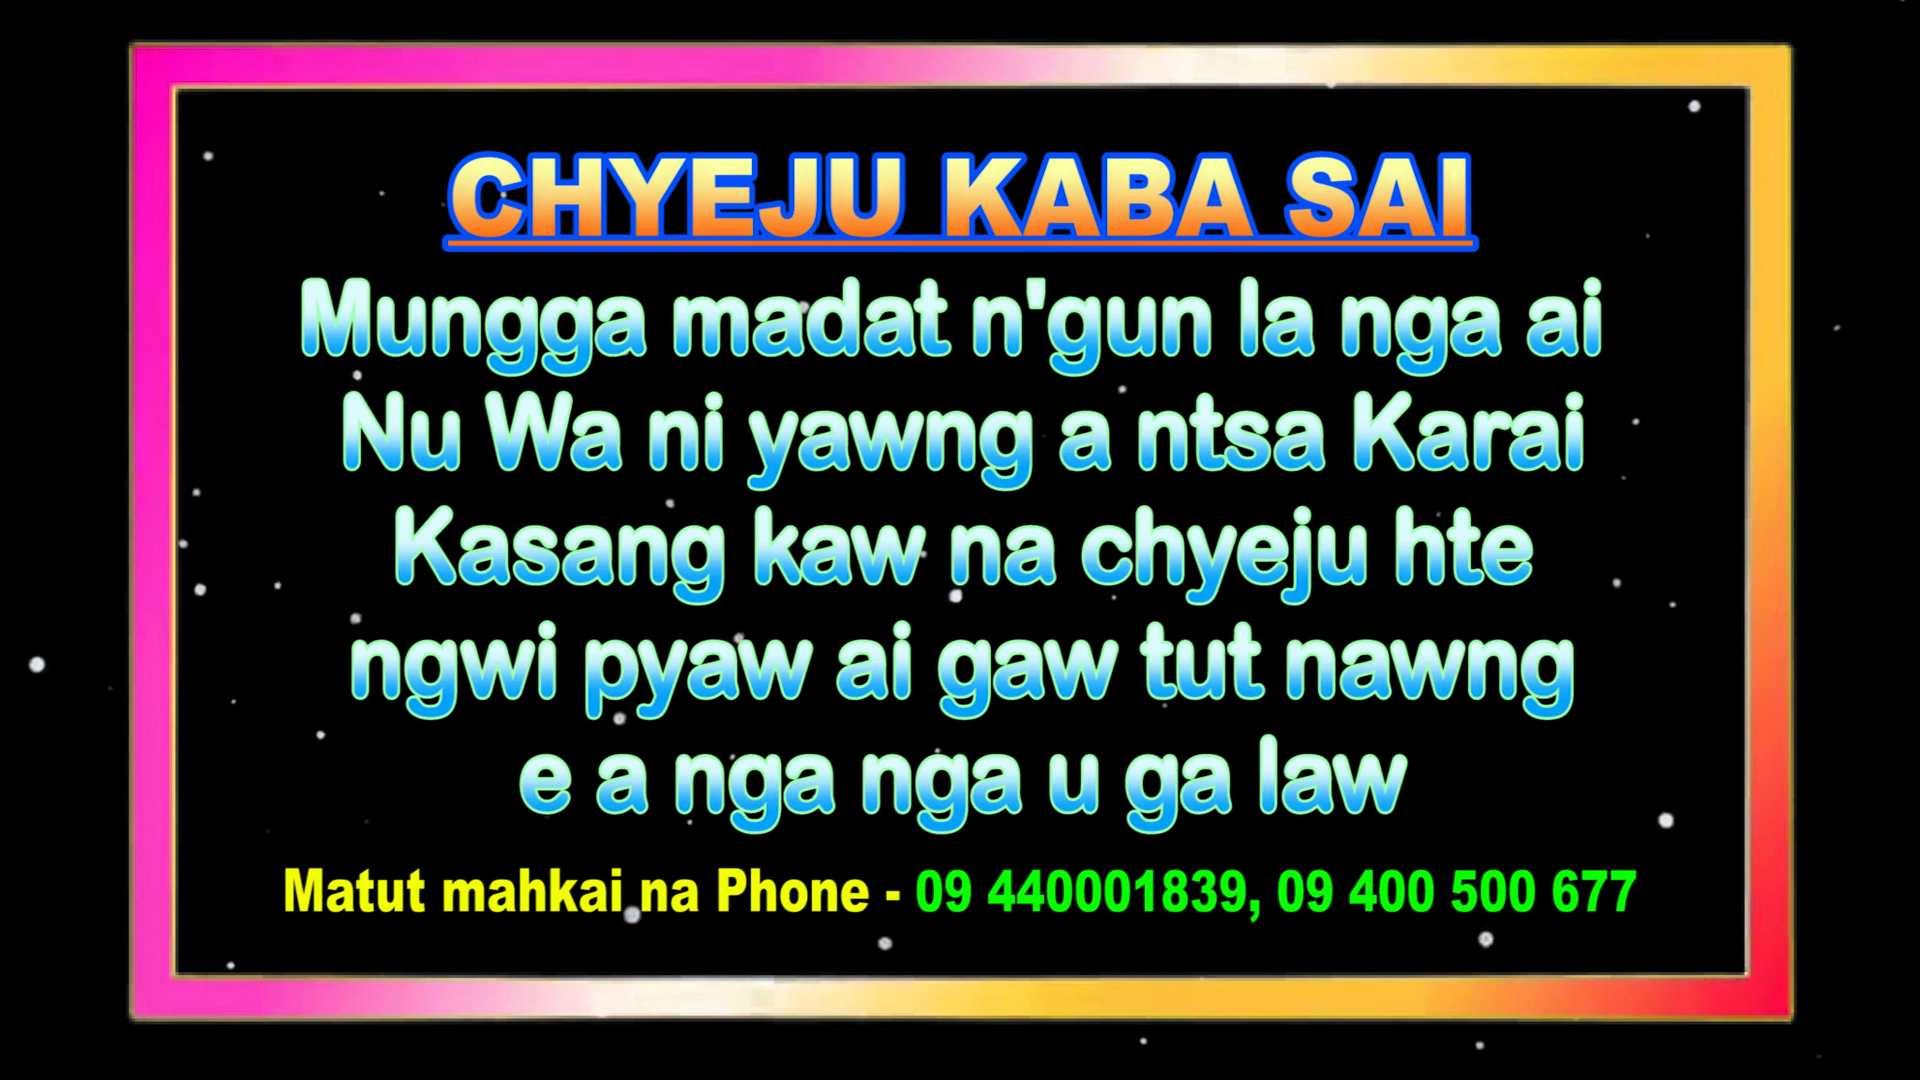 CHYEJU KABA SAI
Mungga madat n'gun la nga ai
Nu Wa ni yawng a ntsa Karai
Kasang kaw na chyeju hte
ngwi pyaw ai gaw tut nawng
e a nga nga u ga law
Matut mahkai na Phone - 09 440001839, 09 400 500 677